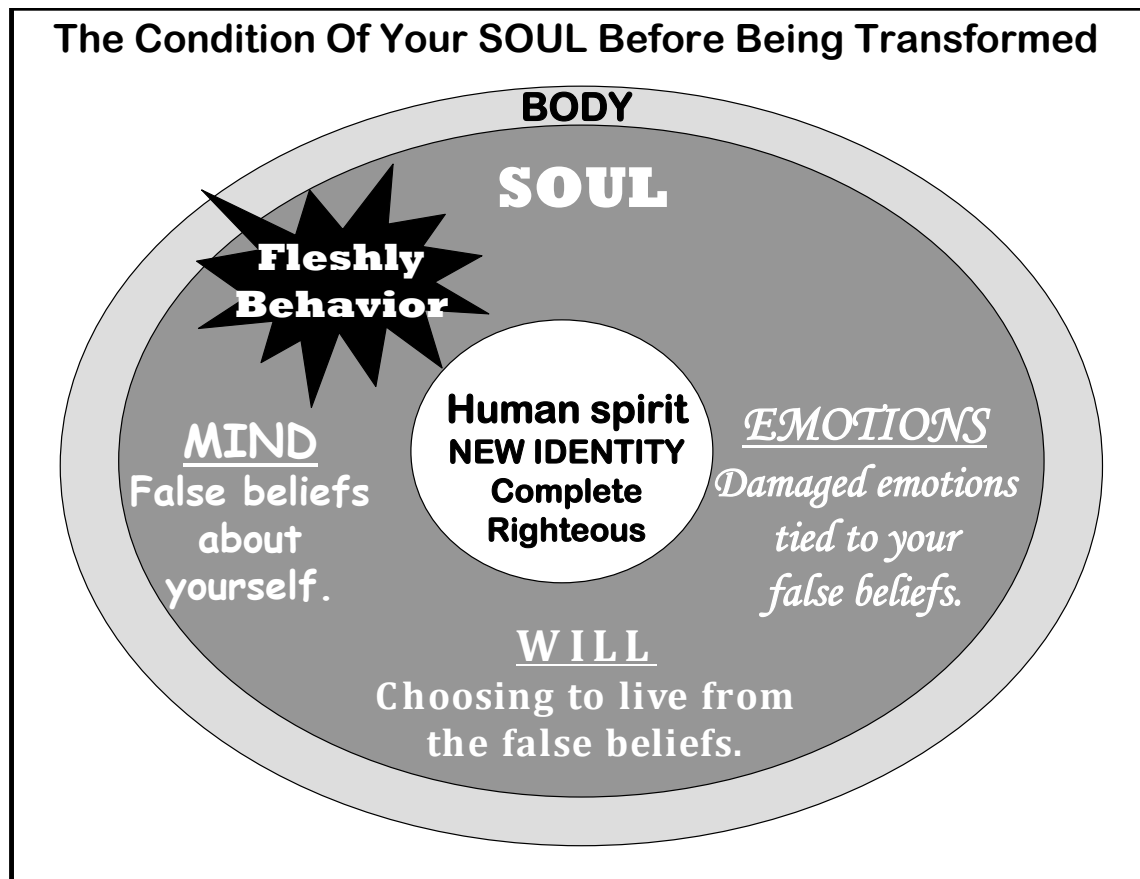 The Condition Of Your SOUL Before Being Transformed
BODY
SOUL
Fleshly
Behavior
MIND
False beliefs
about
yourself.
Human spirit
NEW IDENTITY
Complete
Righteous
EMOTIONS
Damaged emotions
tied to your
false beliefs.
WILL
Choosing to live from
the false beliefs.